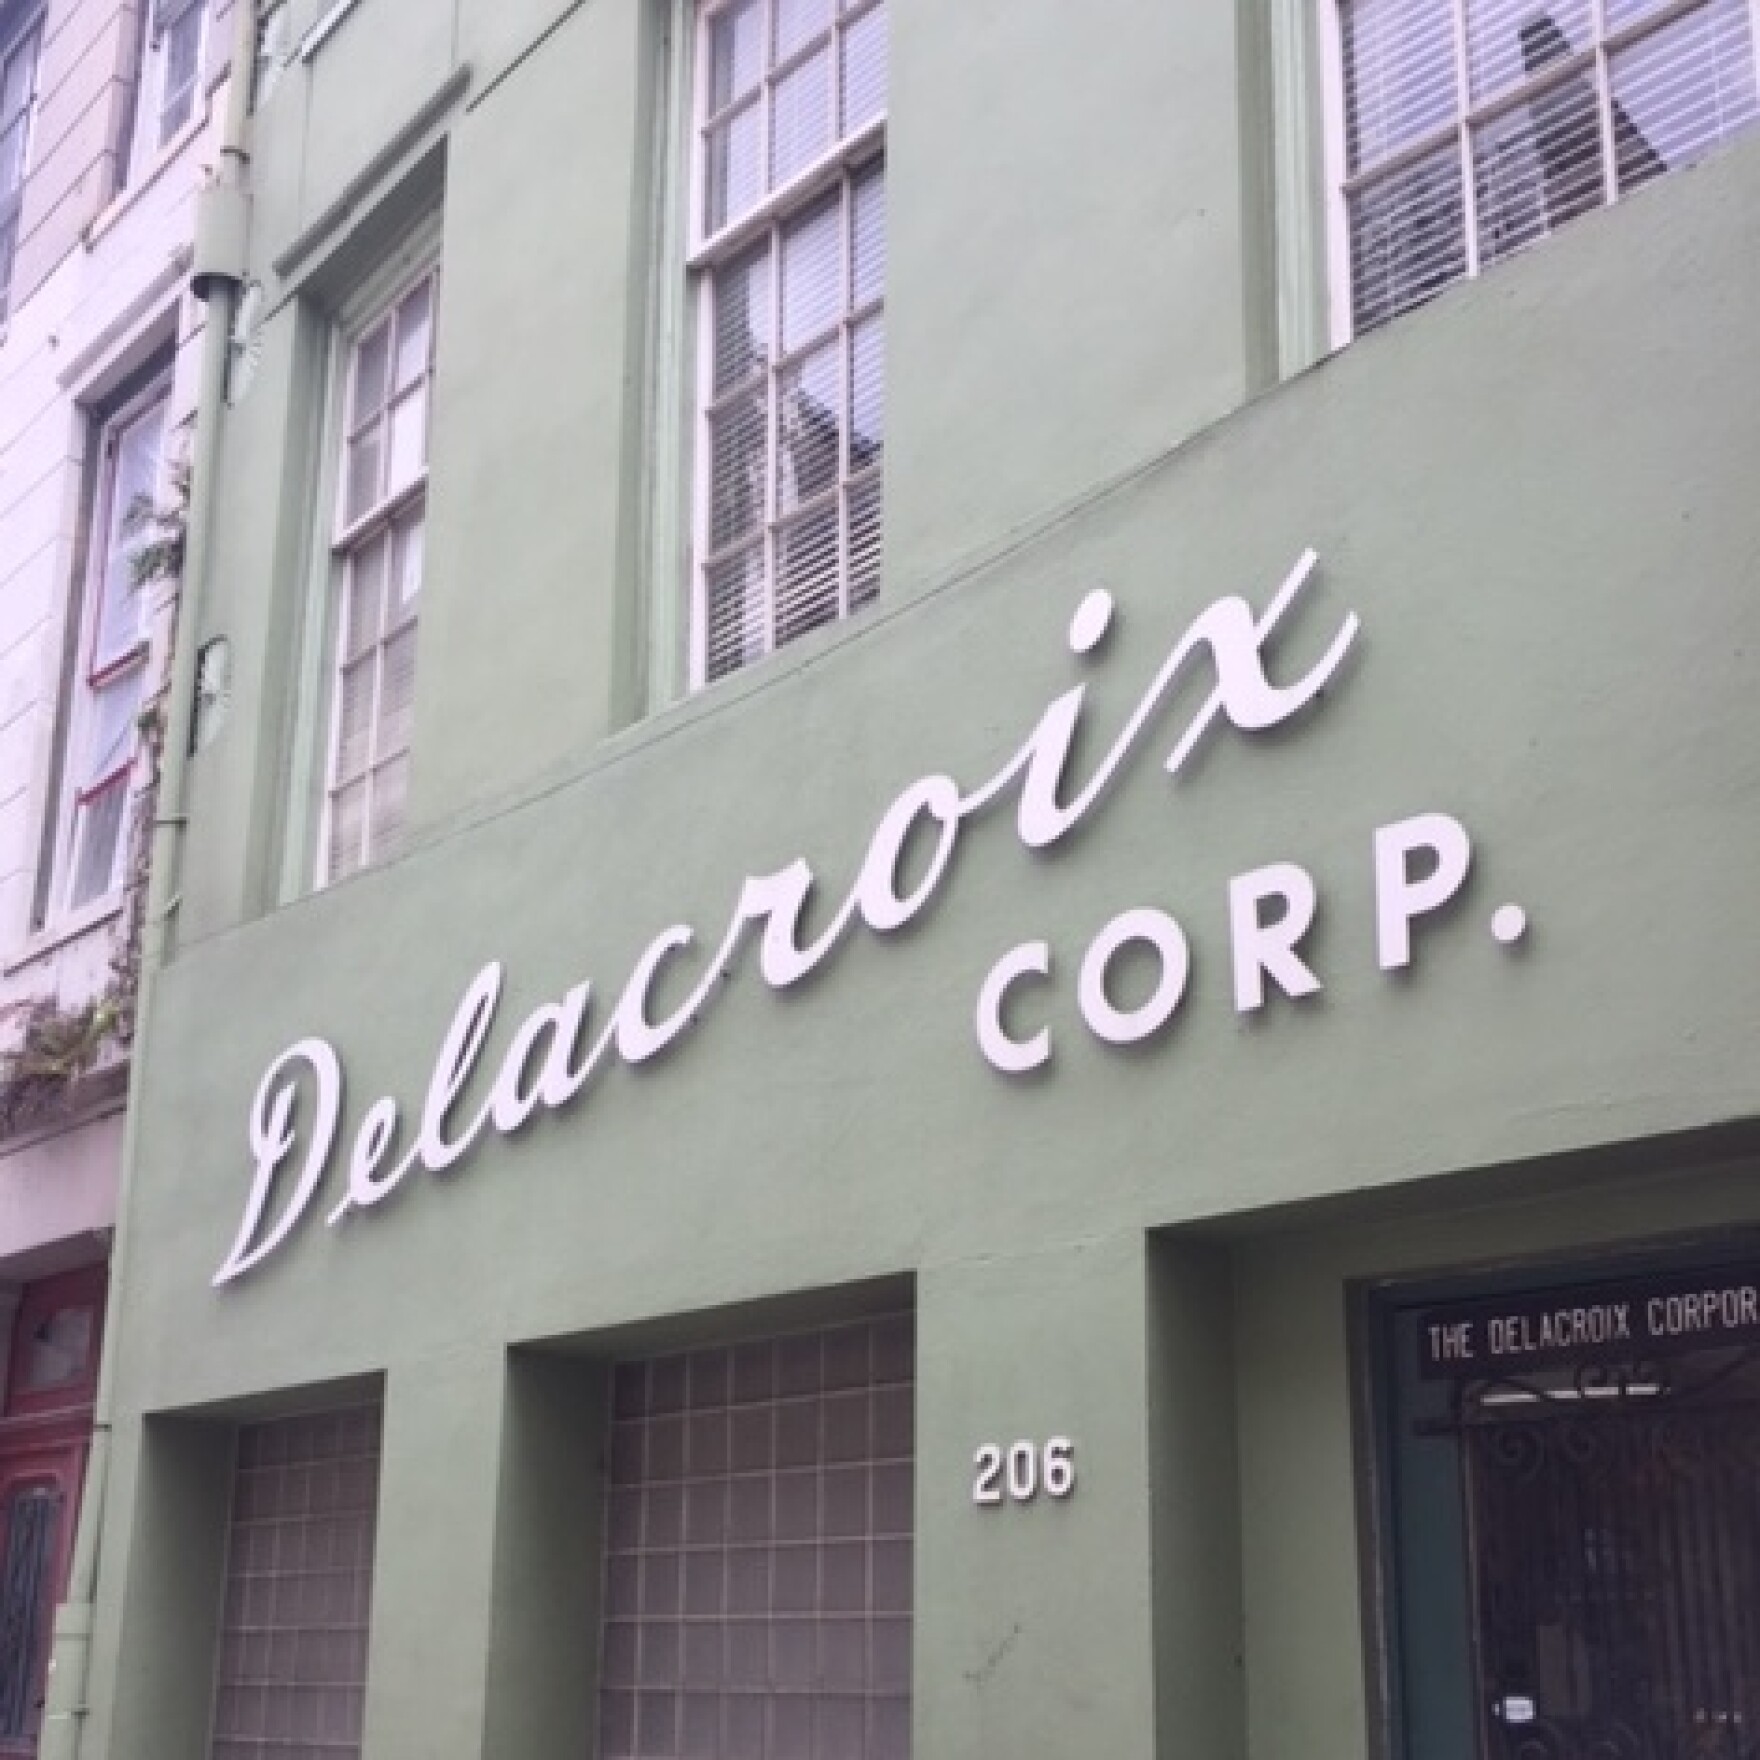 Delacroix
CORP.
THE DELACROIX CORPOR
206